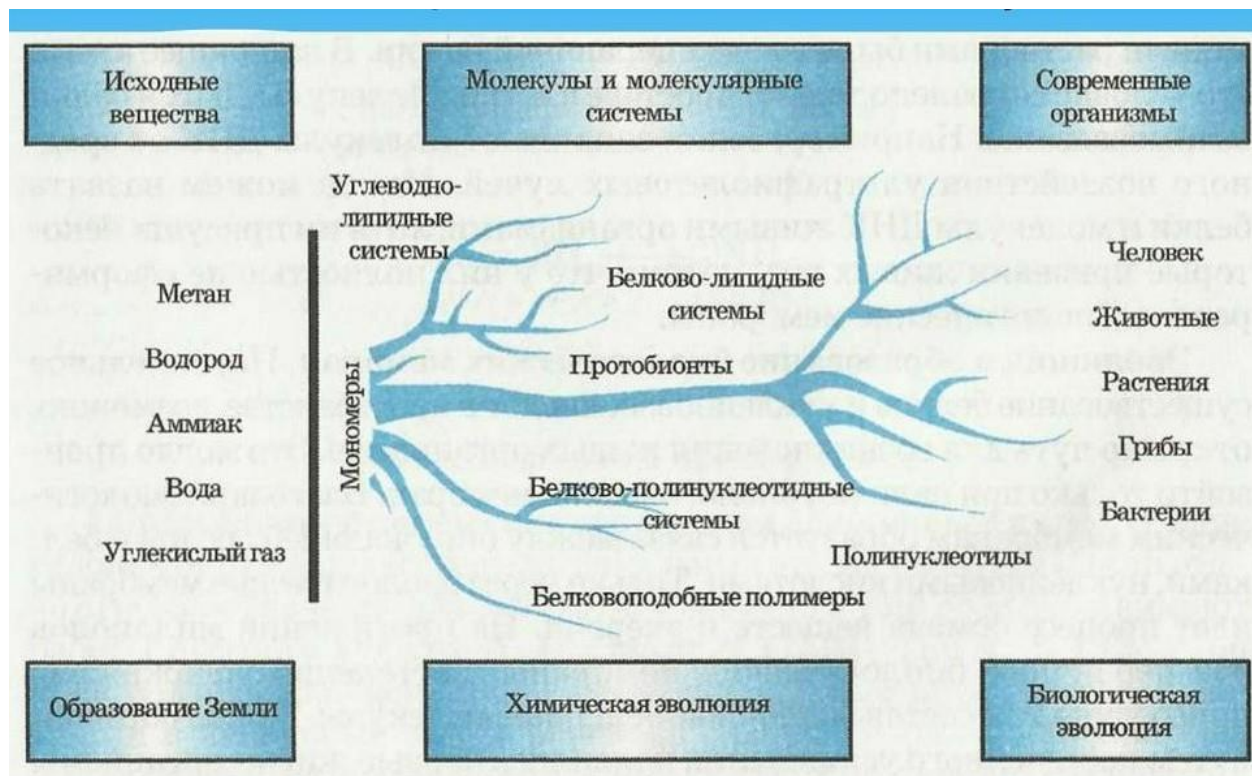 Исходные
вещества
Молекулы и молекулярные
системы
Современные
организмы
Углеводно-
липидные
системы
Метан
Водород
Аммиак
Вода
Углекислый газ
Мономеры
Белково-липидные
системы
Протобионты
Белково-полинуклеотидные
системы
Полинуклеотиды
Белковоподобные полимеры
Человек
Животные
Растения
Грибы
Бактерии
Образование Земли
Химическая эволюция
Биологическая
эволюция